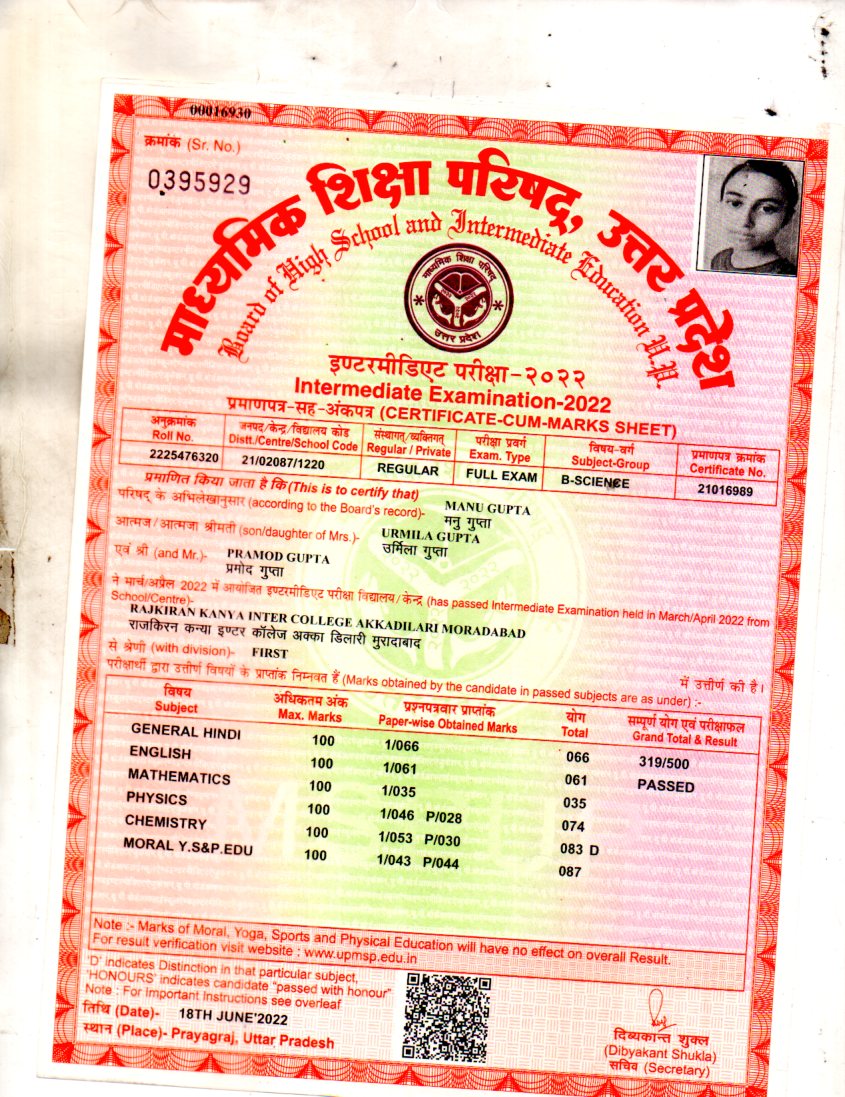 00016930
क्रमांक (Sr. No.)
0395929
माध्यमिक शिक्षा परिषद्, उत्तर प्रदेश
Board of High School and Intermediate Education U.P.
माध्यमिक शिक्षा परिषद्
उत्तर प्रदेश
इण्टरमीडिएट परीक्षा-२०२२
Intermediate Examination-2022
प्रमाणपत्र-सह-अंकपत्र (CERTIFICATE-CUM-MARKS SHEET)
अनुक्रमांक जनपद/केन्द्र/विद्यालय कोड संस्थागत/व्यक्तिगत परीक्षा प्रवर्ग विषय-वर्ग प्रमाणपत्र क्रमांक
Roll No. Distt./Centre/School Code Regular / Private Exam. Type Subject-Group Certificate No.
2225476320 21/02087/1220 REGULAR FULL EXAM B-SCIENCE 21016989
प्रमाणित किया जाता है कि (This is to certify that)
परिषद के अभिलेखानुसार (according to the Board's record)- MANU GUPTA
मनु गुप्ता
आत्मज/आत्मजा श्रीमती (son/daughter of Mrs.)- URMILA GUPTA
उर्मिला गुप्ता
एवं श्री (and Mr.)- PRAMOD GUPTA
प्रमोद गुप्ता
ने मार्च/अप्रैल 2022 में आयोजित इण्टरमीडिएट परीक्षा विद्यालय/केन्द्र (has passed Intermediate Examination held in March/April 2022 from
School/Centre)-
RAJKIRAN KANYA INTER COLLEGE AKKADILARI MORADABAD
राजकिरन कन्या इण्टर कॉलेज अक्का डिलारी मुरादाबाद
से श्रेणी (with division)- FIRST में उत्तीर्ण की है।
परीक्षार्थी द्वारा उत्तीर्ण विषयों के प्राप्तांक निम्नवत हैं (Marks obtained by the candidate in passed subjects are as under) :-
विषय अधिकतम अंक प्रश्नपत्रवार प्राप्तांक योग सम्पूर्ण योग एवं परीक्षाफल
Subject Max. Marks Paper-wise Obtained Marks Total Grand Total & Result
GENERAL HINDI 100 1/066 066 319/500
ENGLISH 100 1/061 061 PASSED
MATHEMATICS 100 1/035 035
PHYSICS 100 1/046 P/028 074
CHEMISTRY 100 1/053 P/030 083 D
MORAL Y.S&P.EDU 100 1/043 P/044 087
Note :- Marks of Moral, Yoga, Sports and Physical Education will have no effect on overall Result.
For result verification visit website : www.upmsp.edu.in
'D' indicates Distinction in that particular subject,
'HONOURS' indicates candidate "passed with honour"
Note : For Important Instructions see overleaf
तिथि (Date)- 18TH JUNE'2022
स्थान (Place)- Prayagraj, Uttar Pradesh
दिव्यकान्त शुक्ल
(Dibyakant Shukla)
सचिव (Secretary)